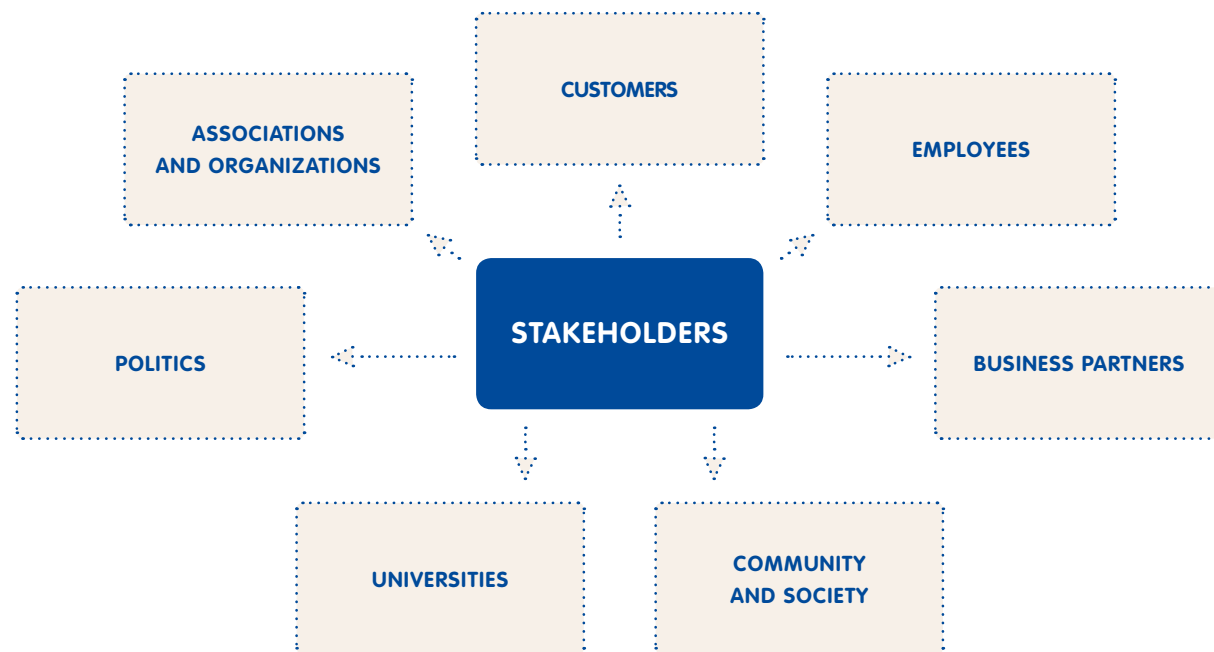 CUSTOMERS
ASSOCIATIONS
AND ORGANIZATIONS
EMPLOYEES
STAKEHOLDERS
POLITICS
BUSINESS PARTNERS
UNIVERSITIES
COMMUNITY
AND SOCIETY